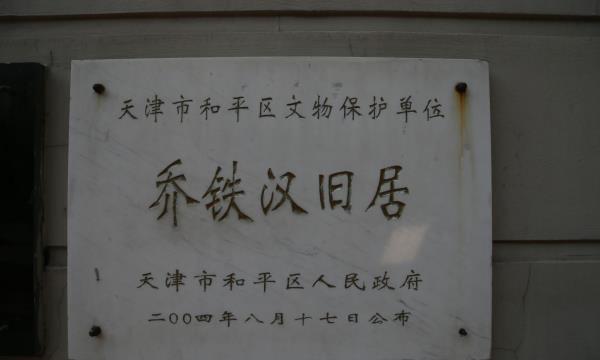 天津市和平区文物保护单位
乔铁汉旧居
天津市和平区人民政府
二〇〇四年八月十七日公布